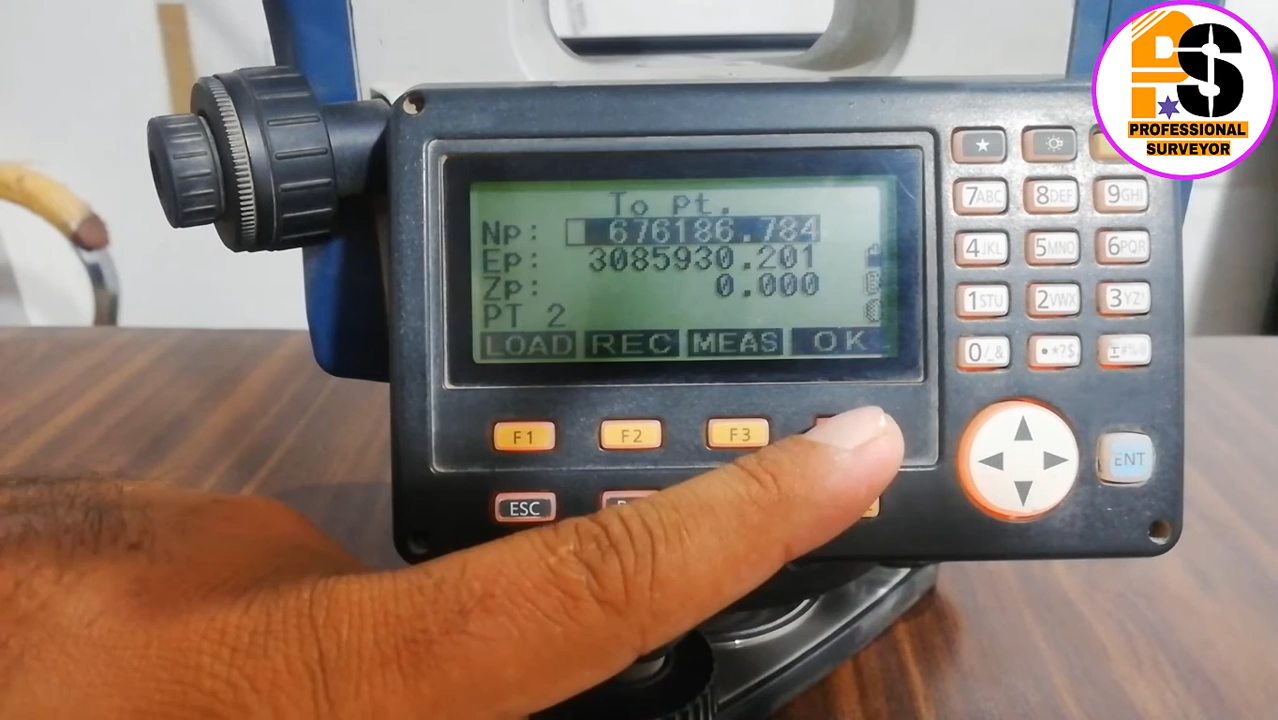 PS
PROFESSIONAL
SURVEYOR
To pt.
Np: 676186.784
Ep: 3085930.201
Zp: 0.000
PT 2
LOAD REC MEAS OK
F1 F2 F3
ESC
ENT
7ABC 8DEF 9GHI
4JKL 5MNO 6PQR
1STU 2VWX 3YZ
0/_& •*?$ ±#%@